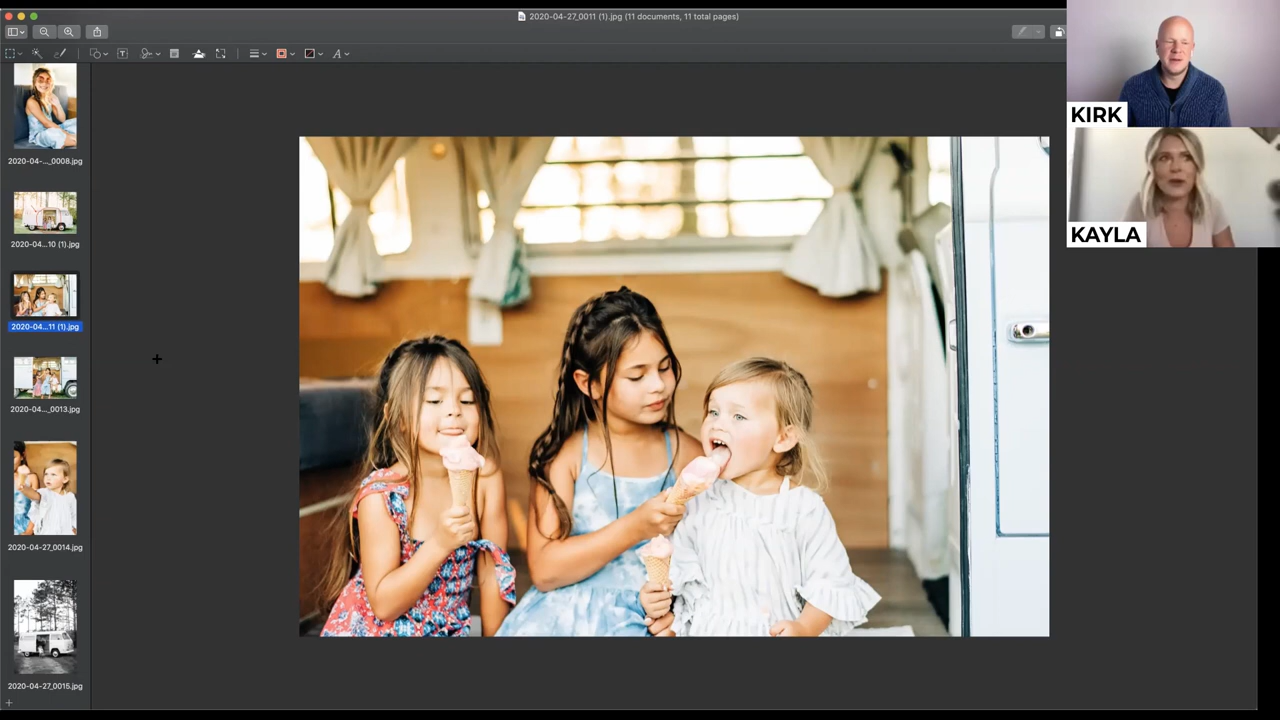 2020-04-27_0011 (1).jpg (11 documents, 11 total pages)
KIRK
KAYLA
2020-04-..._0008.jpg
2020-04...10 (1).jpg
2020-04...11 (1).jpg
2020-04..._0013.jpg
2020-04-27_0014.jpg
2020-04-27_0015.jpg